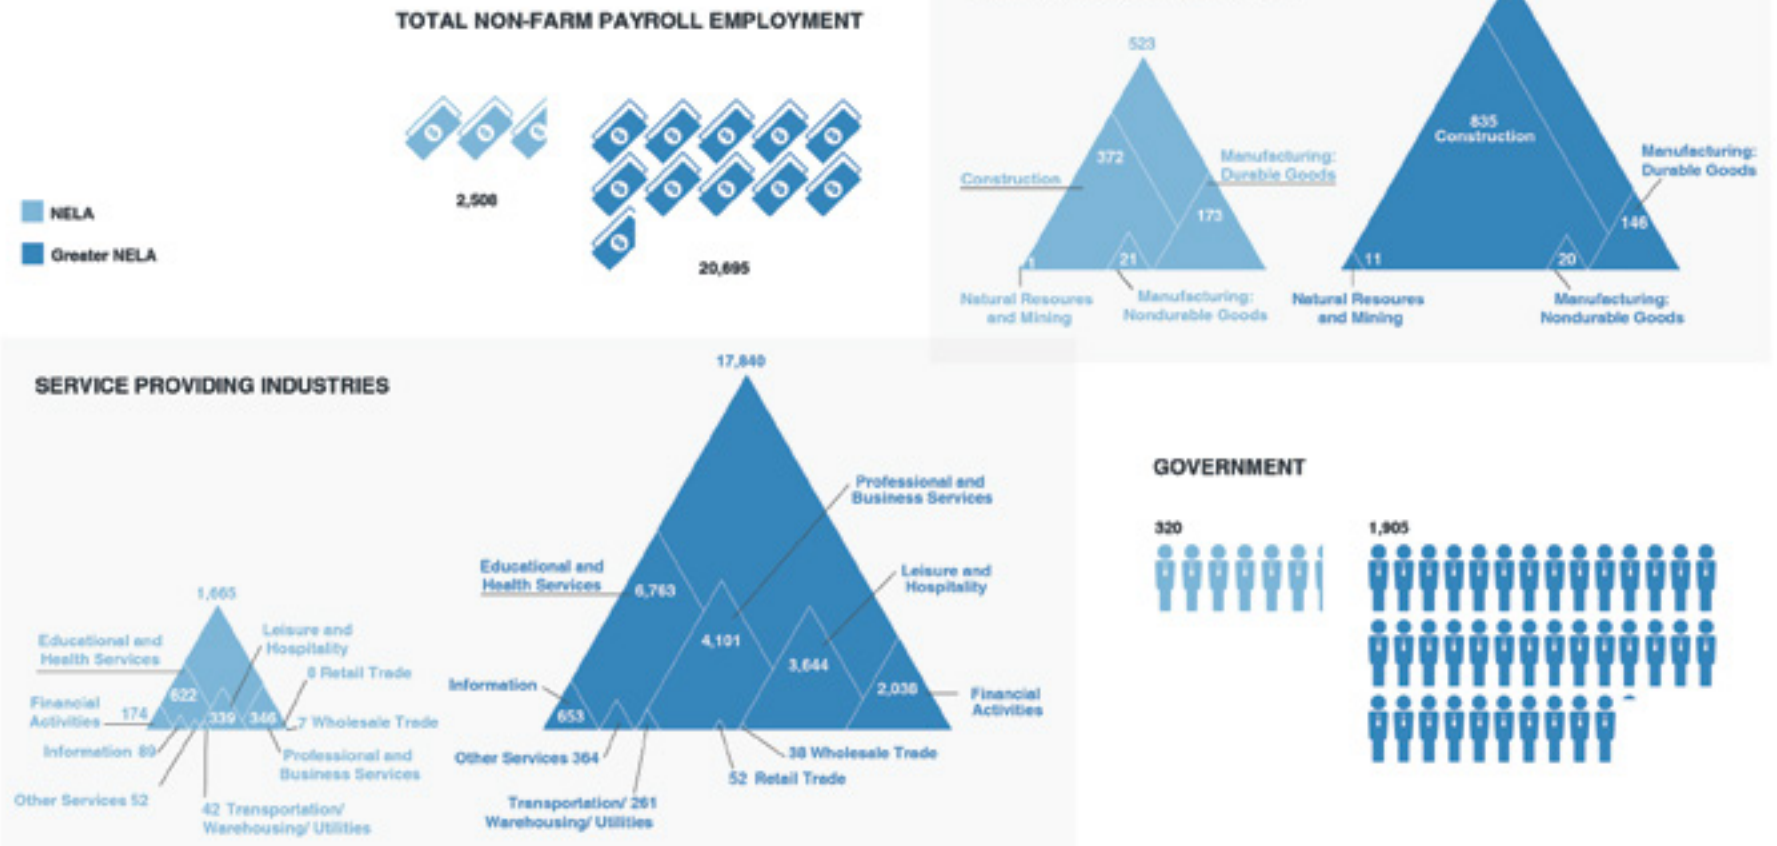 TOTAL NON-FARM PAYROLL EMPLOYMENT
2,508
20,695
NELA
Greater NELA
523
372
Construction
Manufacturing:
Durable Goods
173
1
21
Natural Resoures
and Mining
Manufacturing:
Nondurable Goods
835
Construction
Manufacturing:
Durable Goods
146
11
20
Natural Resoures
and Mining
Manufacturing:
Nondurable Goods
SERVICE PROVIDING INDUSTRIES
1,665
Educational and
Health Services
Leisure and
Hospitality
622
Retail Trade
Financial
Activities
174
339
346
7 Wholesale Trade
Information 89
Professional and
Business Services
Other Services 52
42 Transportation/
Warehousing/ Utilities
17,840
Professional and
Business Services
Educational and
Health Services
6,763
Leisure and
Hospitality
4,101
3,644
Information
653
2,038
Financial
Activities
Other Services 364
38 Wholesale Trade
52 Retail Trade
Transportation/ 261
Warehousing/ Utilities
GOVERNMENT
320
1,905